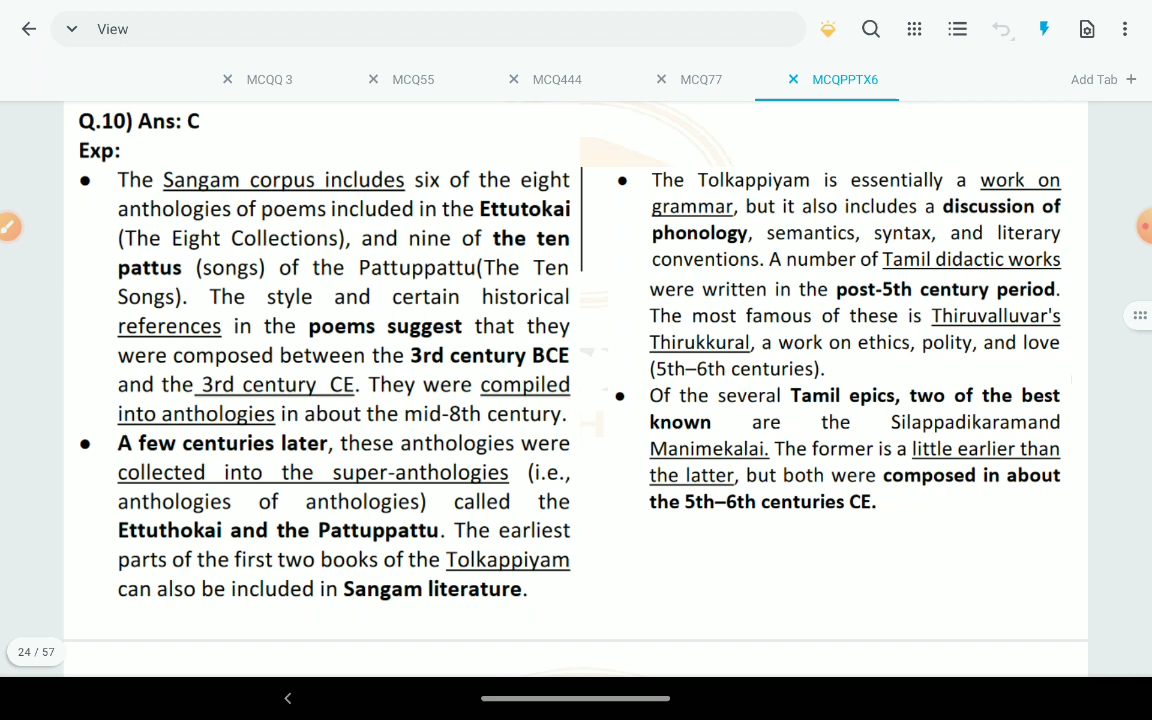 View
MCQQ 3
MCQ55
MCQ444
MCQ77
MCQPPTX6
Add Tab +
Q.10) Ans: C
Exp:
● The Sangam corpus includes six of the eight
anthologies of poems included in the Ettutokai
(The Eight Collections), and nine of the ten
pattus (songs) of the Pattuppattu(The Ten
Songs). The style and certain historical
references in the poems suggest that they
were composed between the 3rd century BCE
and the 3rd century CE. They were compiled
into anthologies in about the mid-8th century.
● A few centuries later, these anthologies were
collected into the super-anthologies (i.e.,
anthologies of anthologies) called the
Ettuthokai and the Pattuppattu. The earliest
parts of the first two books of the Tolkappiyam
can also be included in Sangam literature.
● The Tolkappiyam is essentially a work on
grammar, but it also includes a discussion of
phonology, semantics, syntax, and literary
conventions. A number of Tamil didactic works
were written in the post-5th century period.
The most famous of these is Thiruvalluvar's
Thirukkural, a work on ethics, polity, and love
(5th–6th centuries).
● Of the several Tamil epics, two of the best
known are the Silappadikaramand
Manimekalai. The former is a little earlier than
the latter, but both were composed in about
the 5th–6th centuries CE.
24 / 57